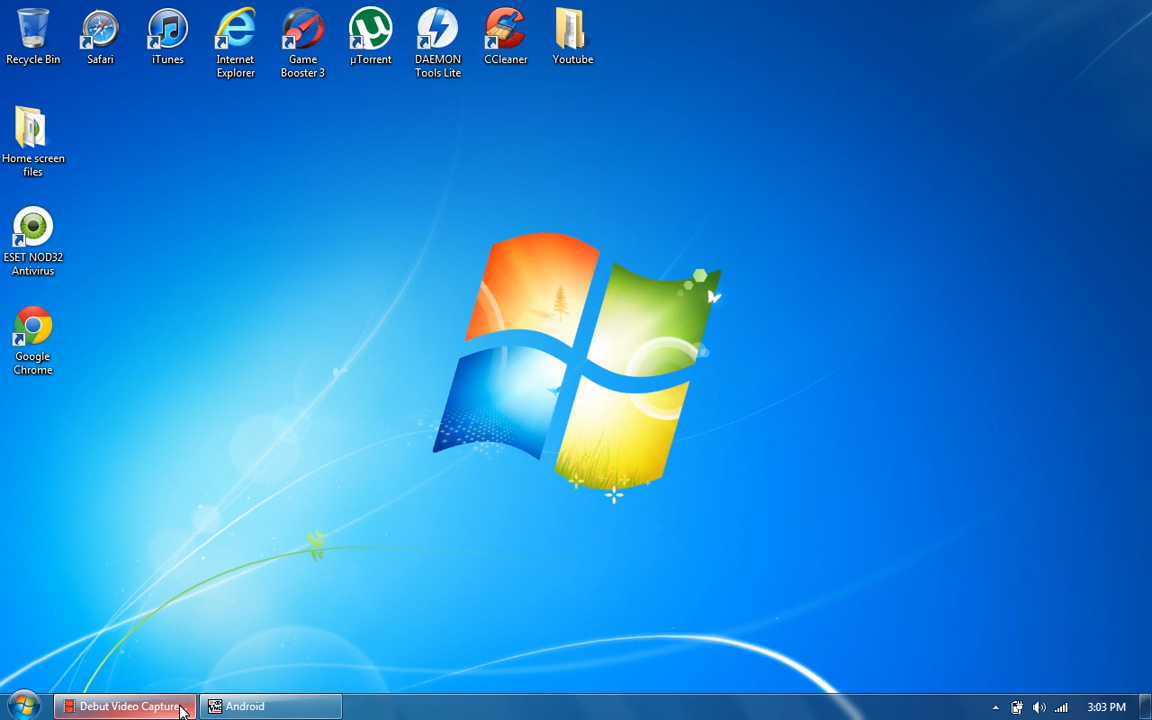 Recycle Bin
Safari
iTunes
Internet
Explorer
Game
Booster 3
µTorrent
DAEMON
Tools Lite
CCleaner
Youtube
Home screen
files
ESET NOD32
Antivirus
Google
Chrome
Debut Video Capture
Android
3:03 PM